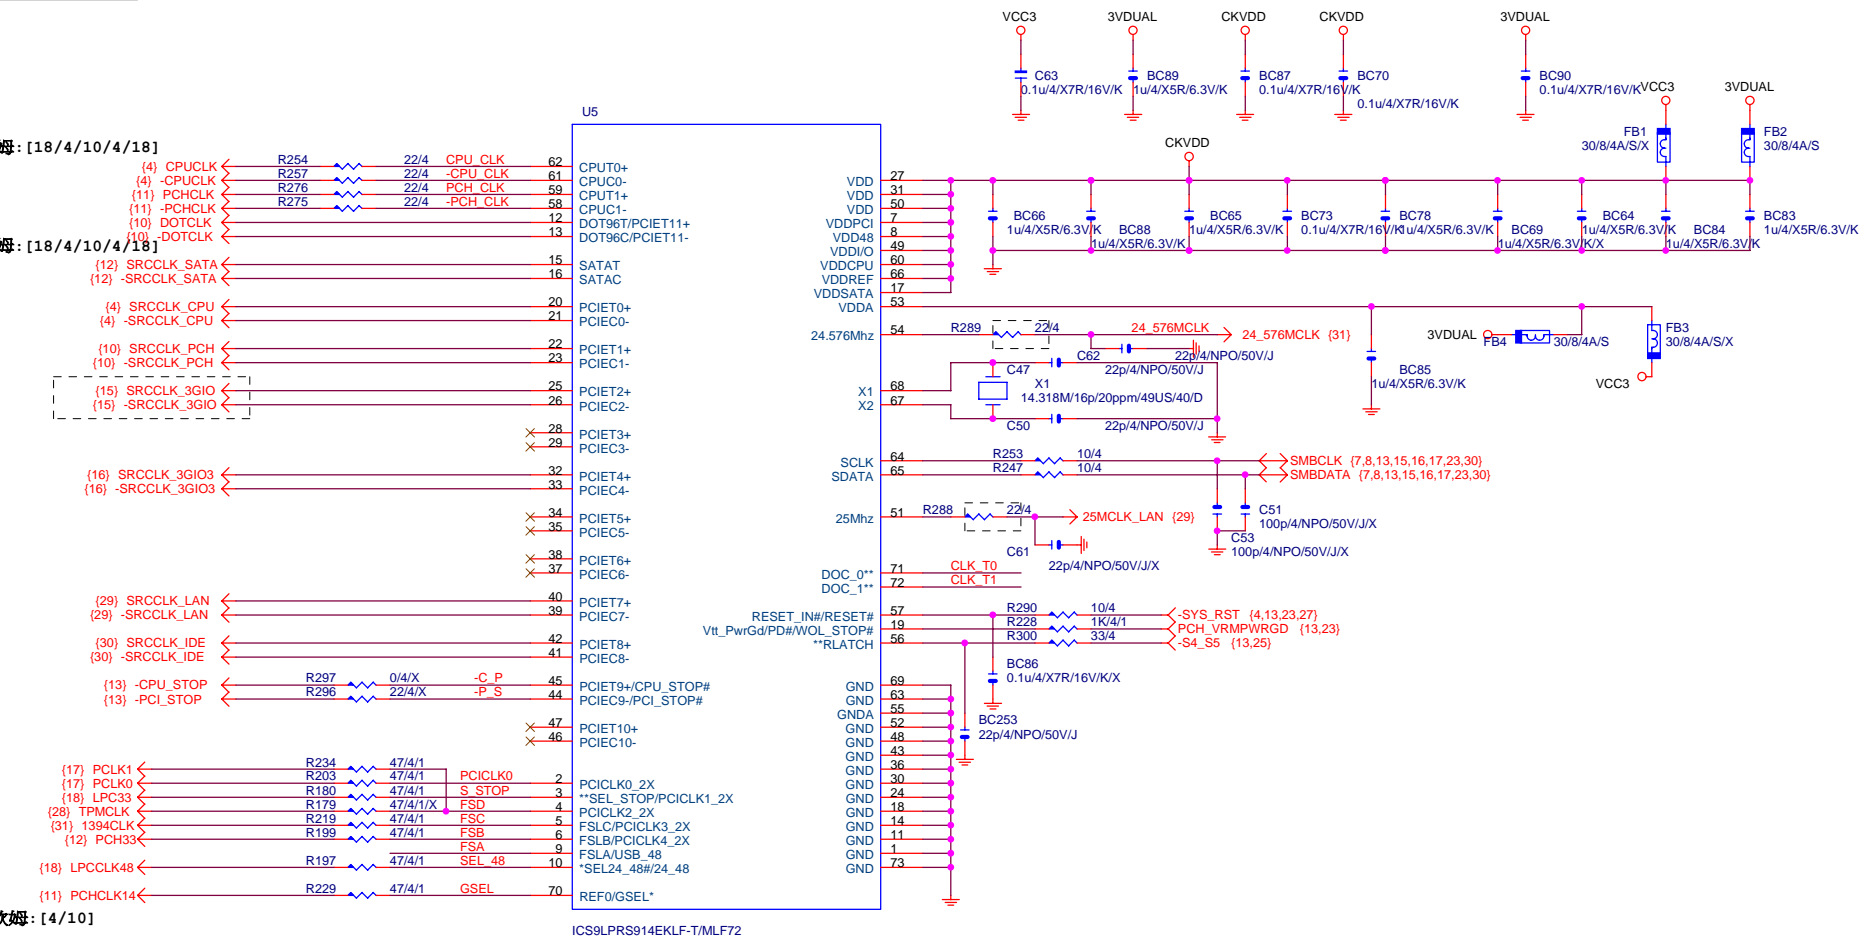 VCC3 3VDUAL CKVDD CKVDD 3VDUAL
C63 BC89 BC87 BC70 BC90
0.1u/4/X7R/16V/K 1u/4/X5R/6.3V/K 0.1u/4/X7R/16V/K 0.1u/4/X7R/16V/K 0.1u/4/X7R/16V/K
VCC3 3VDUAL
FB1 30/8/4A/S/X FB2 30/8/4A/S
CKVDD
U5
姆:[18/4/10/4/18]
{4} CPUCLK R254 22/4 CPU_CLK 62 CPUT0+
{4} -CPUCLK R257 22/4 -CPU_CLK 61 CPUC0-
{11} PCHCLK R276 22/4 PCH_CLK 59 CPUT1+
{11} -PCHCLK R275 22/4 -PCH_CLK 58 CPUC1-
{10} DOTCLK 12 DOT96T/PCIET11+
{10} -DOTCLK 13 DOT96C/PCIET11-
姆:[18/4/10/4/18]
{12} SRCCLK_SATA 15 SATAT
{12} -SRCCLK_SATA 16 SATAC
{4} SRCCLK_CPU 20 PCIET0+
{4} -SRCCLK_CPU 21 PCIEC0-
{10} SRCCLK_PCH 22 PCIET1+
{10} -SRCCLK_PCH 23 PCIEC1-
{15} SRCCLK_3GIO 25 PCIET2+
{15} -SRCCLK_3GIO 26 PCIEC2-
28 PCIET3+
29 PCIEC3-
{16} SRCCLK_3GIO3 32 PCIET4+
{16} -SRCCLK_3GIO3 33 PCIEC4-
34 PCIET5+
35 PCIEC5-
38 PCIET6+
37 PCIEC6-
{29} SRCCLK_LAN 40 PCIET7+
{29} -SRCCLK_LAN 39 PCIEC7-
{30} SRCCLK_IDE 42 PCIET8+
{30} -SRCCLK_IDE 41 PCIEC8-
{13} -CPU_STOP R297 0/4/X -C_P 45 PCIET9+/CPU_STOP#
{13} -PCI_STOP R296 22/4/X -P_S 44 PCIEC9-/PCI_STOP#
47 PCIET10+
46 PCIEC10-
{17} PCLK1 R234 47/4/1
{17} PCLK0 R203 47/4/1 PCICLK0 2 PCICLK0_2X
{18} LPC33 R180 47/4/1 S_STOP 3 **SEL_STOP/PCICLK1_2X
{28} TPMCLK R179 47/4/1/X FSD 4 PCICLK2_2X
{31} 1394CLK R219 47/4/1 FSC 5 FSLC/PCICLK3_2X
{12} PCH33 R199 47/4/1 FSB 6 FSLB/PCICLK4_2X
FSA 9 FSLA/USB_48
{18} LPCCLK48 R197 47/4/1 SEL_48 10 *SEL24_48#/24_48
{11} PCHCLK14 R229 47/4/1 GSEL 70 REF0/GSEL*
姆:[4/10]
ICS9LPRS914EKLF-T/MLF72
VDD 27
VDD 31
VDD 50
VDDPCI 7
VDD48 8
VDDI/O 49
VDDCPU 60
VDDREF 66
VDDSATA 17
VDDA 53
BC66 1u/4/X5R/6.3V/K
BC88 1u/4/X5R/6.3V/K
BC65 1u/4/X5R/6.3V/K
BC73 0.1u/4/X7R/16V/K
BC78 1u/4/X5R/6.3V/K
BC69 1u/4/X5R/6.3V/K/X
BC64 1u/4/X5R/6.3V/K
BC84 1u/4/X5R/6.3V/K
BC83 1u/4/X5R/6.3V/K
24.576Mhz 54 R289 22/4 24_576MCLK 24_576MCLK {31}
C62 22p/4/NPO/50V/J
3VDUAL FB4 30/8/4A/S
FB3 30/8/4A/S/X
VCC3
BC85 1u/4/X5R/6.3V/K
C47 22p/4/NPO/50V/J
X1 68
X2 67
X1 14.318M/16p/20ppm/49US/40/D
C50 22p/4/NPO/50V/J
SCLK 64 R253 10/4 SMBCLK {7,8,13,15,16,17,23,30}
SDATA 65 R247 10/4 SMBDATA {7,8,13,15,16,17,23,30}
25Mhz 51 R288 22/4 25MCLK_LAN {29}
C51 100p/4/NPO/50V/J/X
C53 100p/4/NPO/50V/J/X
C61 22p/4/NPO/50V/J/X
DOC_0** 71 CLK_T0
DOC_1** 72 CLK_T1
RESET_IN#/RESET# 57 R290 10/4 -SYS_RST {4,13,23,27}
Vtt_PwrGd/PD#/WOL_STOP# 19 R228 1K/4/1 PCH_VRMPWRGD {13,23}
**RLATCH 56 R300 33/4 -S4_S5 {13,25}
BC86 0.1u/4/X7R/16V/K/X
BC253 22p/4/NPO/50V/J
GND 69
GND 63
GNDA 55
GND 52
GND 48
GND 43
GND 36
GND 30
GND 24
GND 18
GND 14
GND 11
GND 1
GND 73